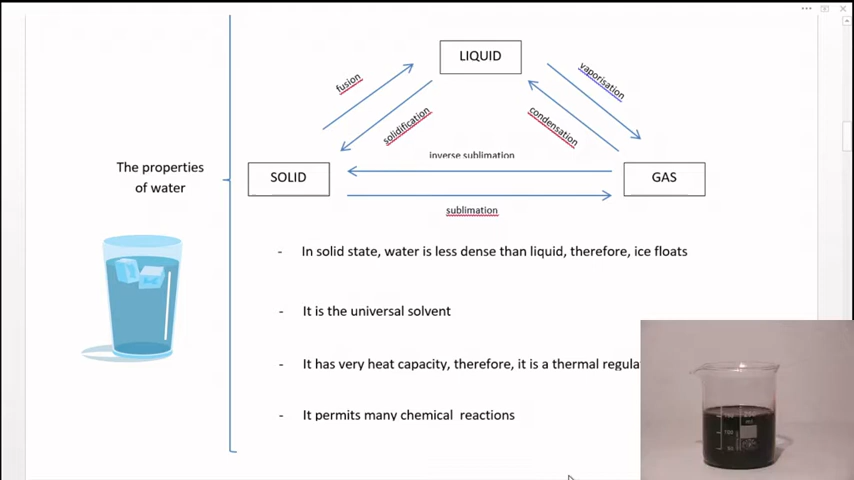 LIQUID
fusion
vaporisation
solidification
condensation
inverse sublimation
The properties
of water
SOLID
GAS
sublimation
- In solid state, water is less dense than liquid, therefore, ice floats
- It is the universal solvent
- It has very heat capacity, therefore, it is a thermal regula
- It permits many chemical reactions